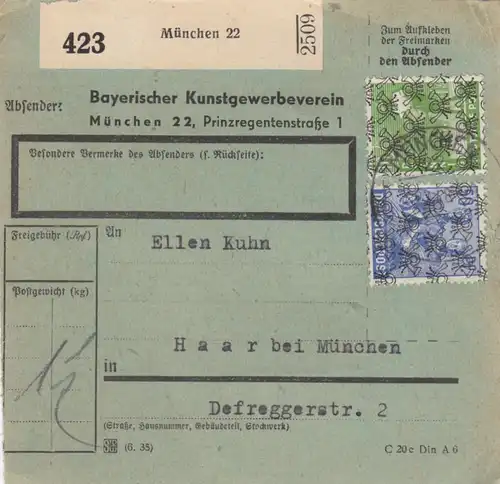 423
München 22
2509
Zum Aufkleben
der Freimarken
durch
den Absender
Absender:
Bayerischer Kunstgewerbeverein
München 22, Prinzregentenstraße 1
Besondere Vermerke des Absenders (s. Rückseite):
Freigebühr (Rpf)
An
Ellen Kuhn
Postgewicht (kg)
Haar bei München
in
Defreggerstr. 2
(Straße, Hausnummer, Gebäudeteil, Stockwerk)
(6. 35)
C 20c Din A 6